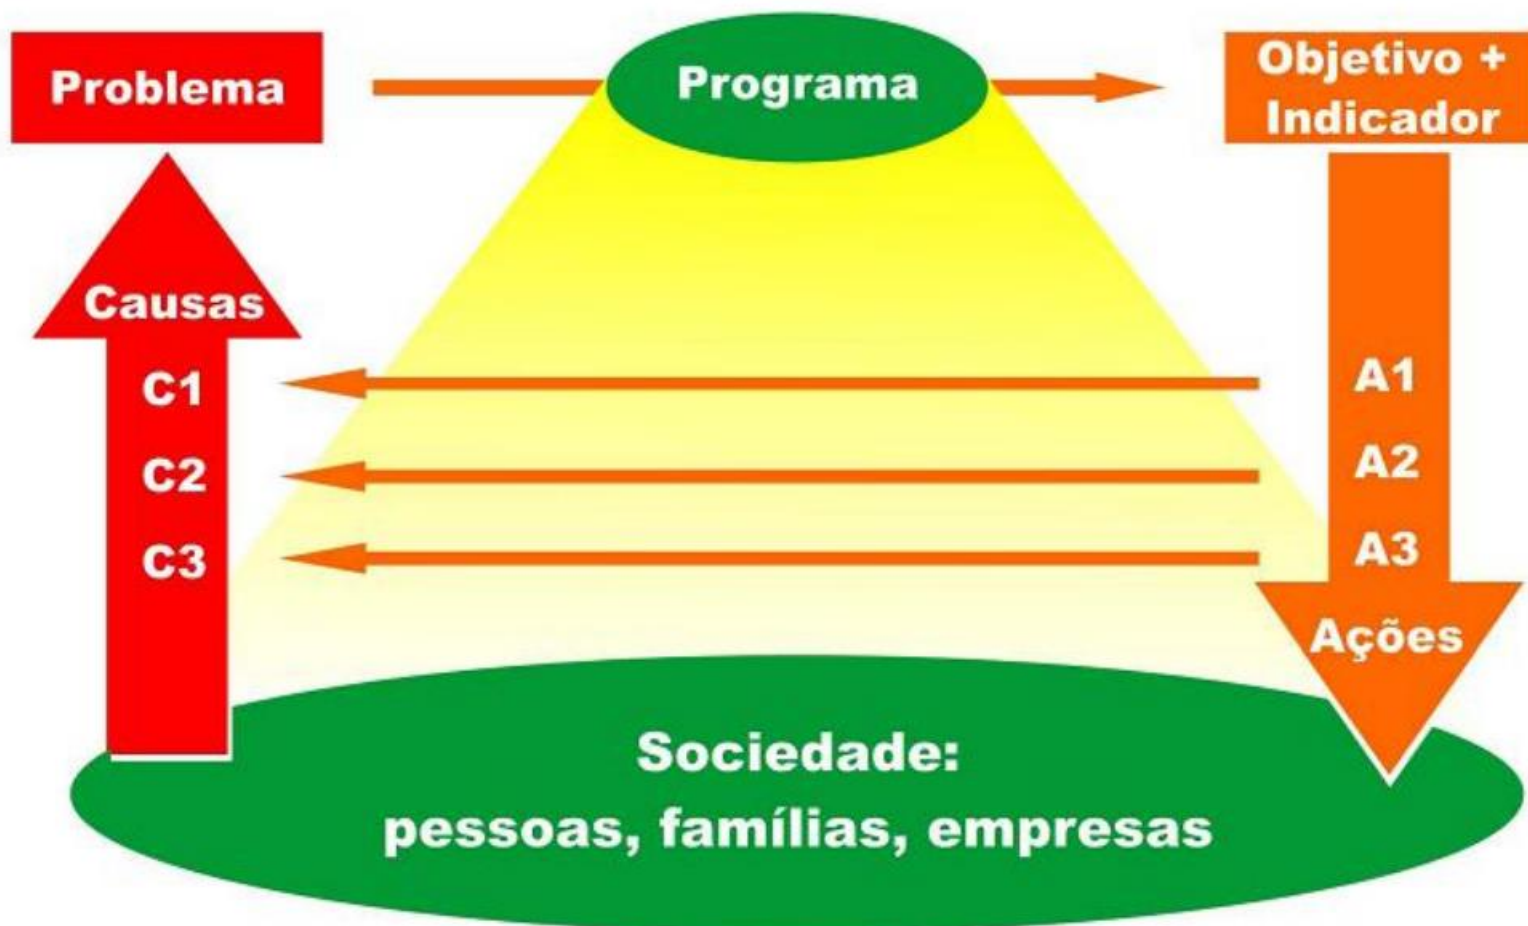 Problema
Programa
Objetivo +
Indicador
Causas
C1
A1
C2
A2
C3
A3
Ações
Sociedade:
pessoas, famílias, empresas